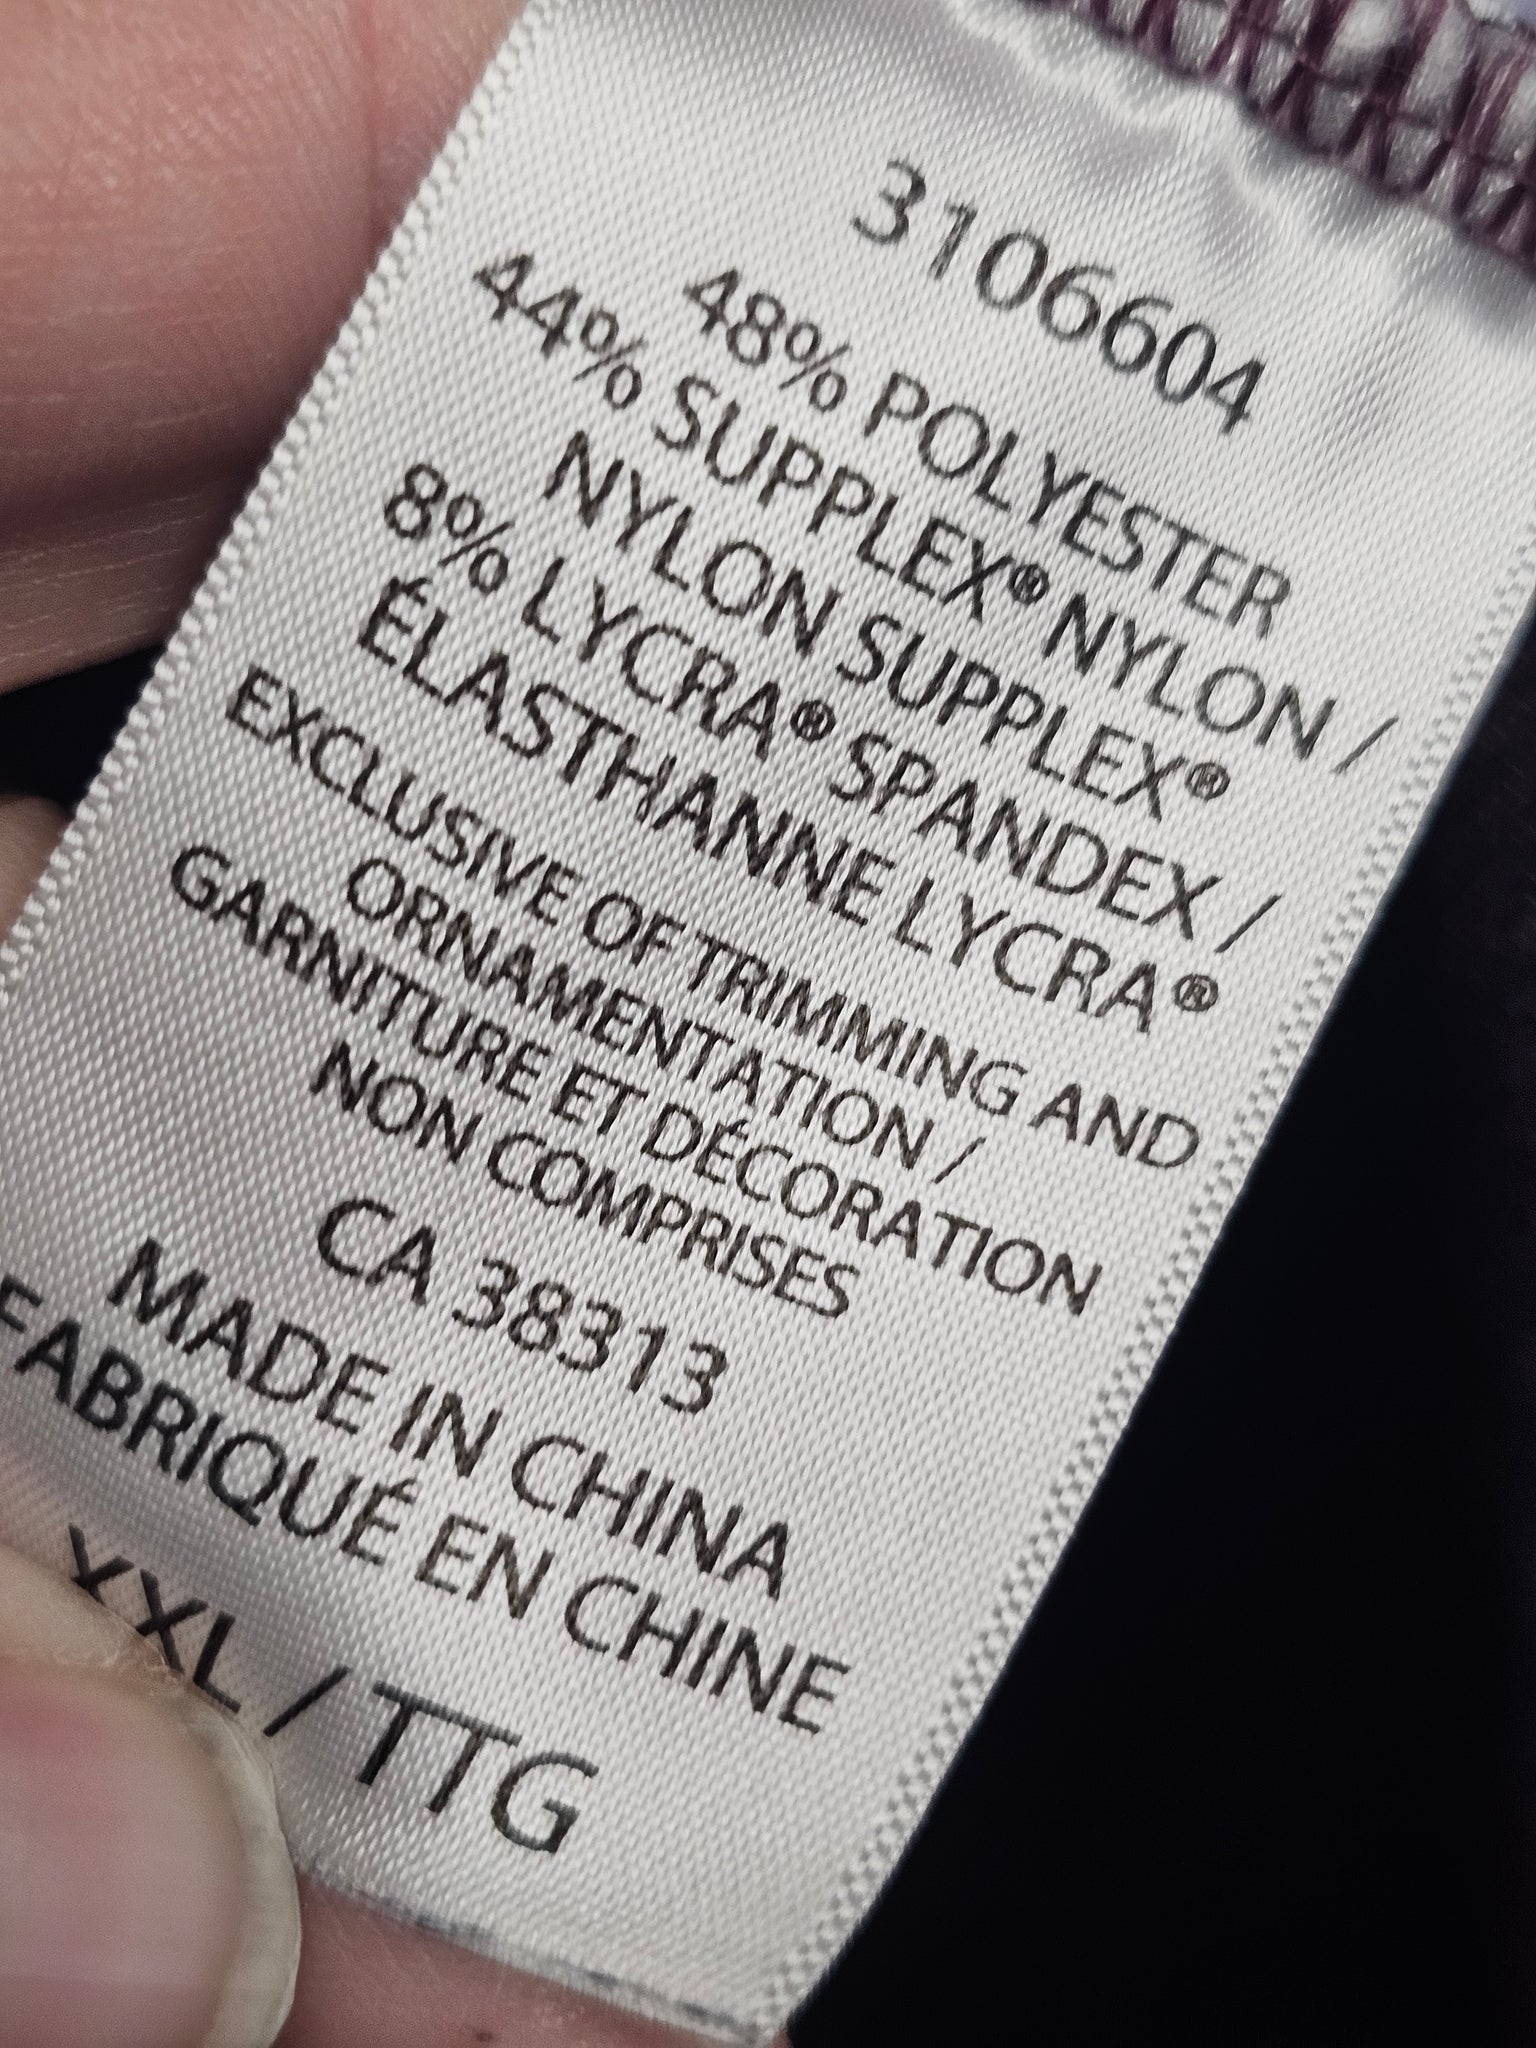 3106604
48% POLYESTER
44% SUPPLEX® NYLON /
NYLON SUPPLEX®
8% LYCRA® SPANDEX /
ÉLASTHANNE LYCRA®
EXCLUSIVE OF TRIMMING AND
ORNAMENTATION /
GARNITURE ET DÉCORATION
NON COMPRISES
CA 38313
MADE IN CHINA
FABRIQUÉ EN CHINE
XXL / TTG